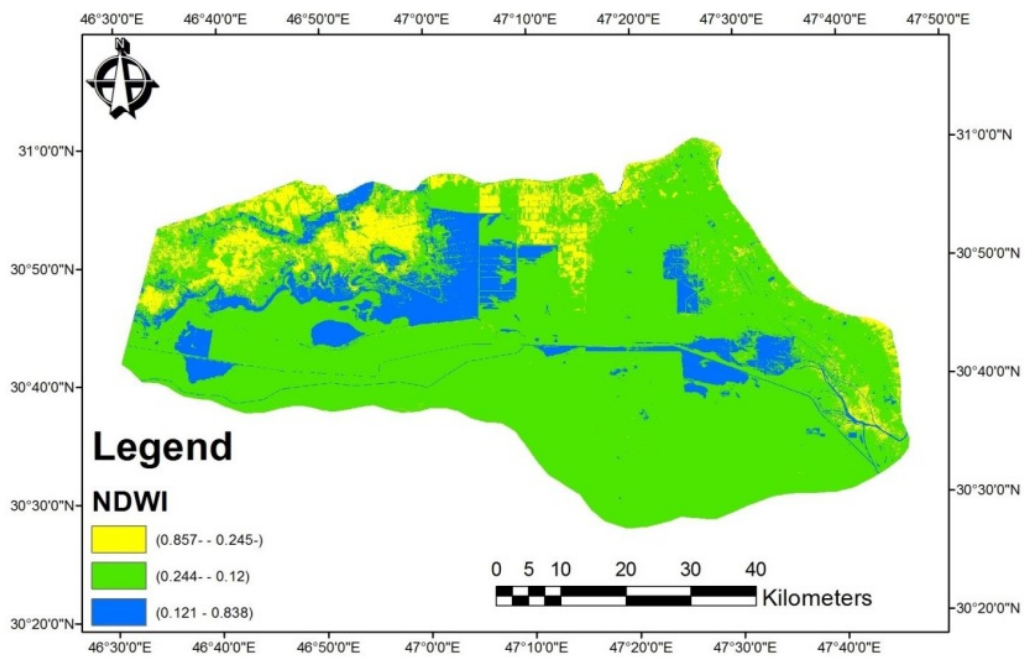 46°30'0"E 46°40'0"E 46°50'0"E 47°0'0"E 47°10'0"E 47°20'0"E 47°30'0"E 47°40'0"E 47°50'0"E
N
31°0'0"N 31°0'0"N
30°50'0"N 30°50'0"N
30°40'0"N 30°40'0"N
30°30'0"N 30°30'0"N
30°20'0"N 30°20'0"N
Legend
NDWI
(0.857- - 0.245-)
(0.244- - 0.12)
(0.121 - 0.838)
0 5 10 20 30 40
Kilometers
46°30'0"E 46°40'0"E 46°50'0"E 47°0'0"E 47°10'0"E 47°20'0"E 47°30'0"E 47°40'0"E